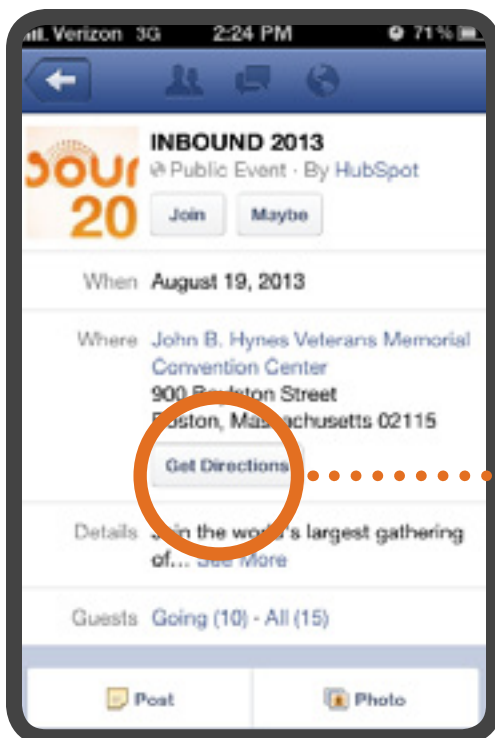 Verizon 3G 2:24 PM 71%
bour
20
INBOUND 2013
Public Event · By HubSpot
Join Maybe
When August 19, 2013
Where John B. Hynes Veterans Memorial
Convention Center
900 Boylston Street
Boston, Massachusetts 02115
Get Directions
Details Join the world's largest gathering
of... See More
Guests Going (10) - All (15)
Post Photo